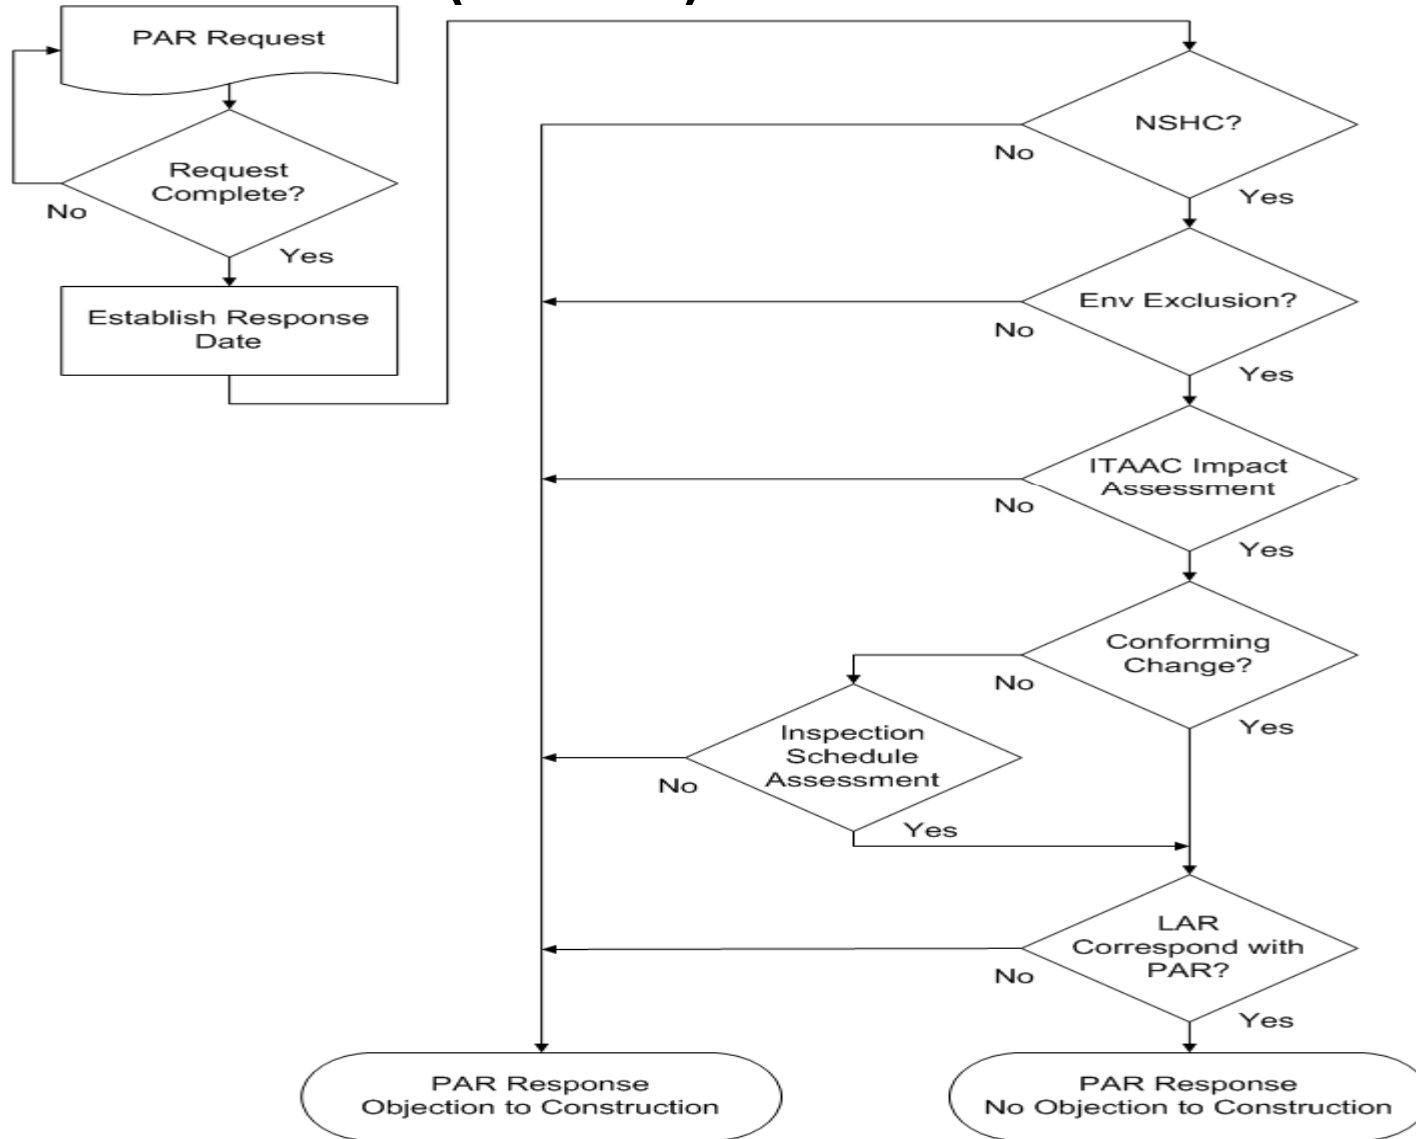 PAR Request
Request
Complete?
No
Yes
Establish Response
Date
NSHC?
No
Yes
Env Exclusion?
No
Yes
ITAAC Impact
Assessment
No
Yes
Conforming
Change?
No
Yes
Inspection
Schedule
Assessment
No
Yes
LAR
Correspond with
PAR?
No
Yes
PAR Response
Objection to Construction
PAR Response
No Objection to Construction